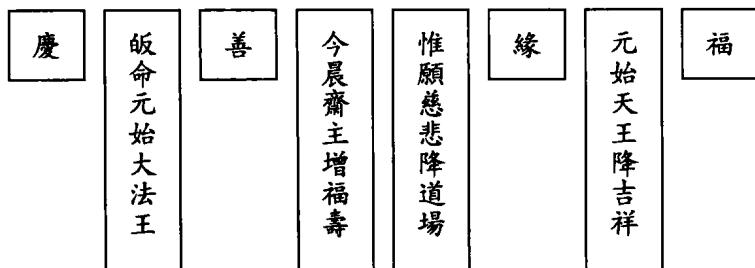 福
元始天王降吉祥
緣
惟願慈悲降道場
今晨齋主增福壽
善
皈命元始大法王
慶